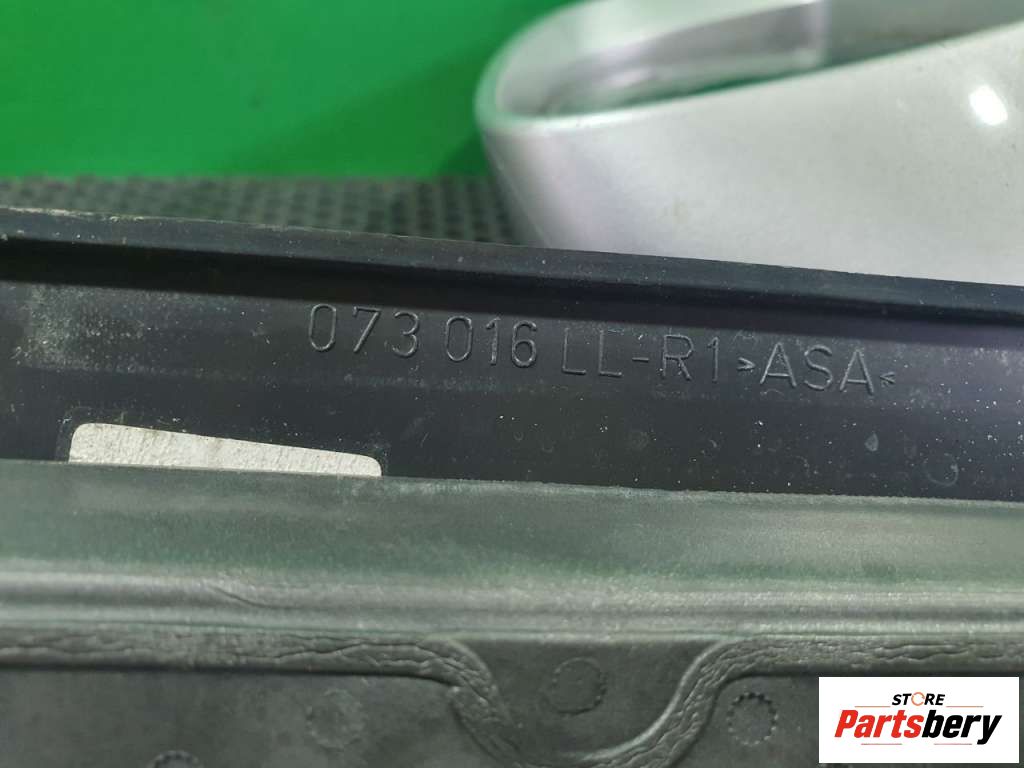 073 016 LL-R1 >ASA<
STORE
Partsbery